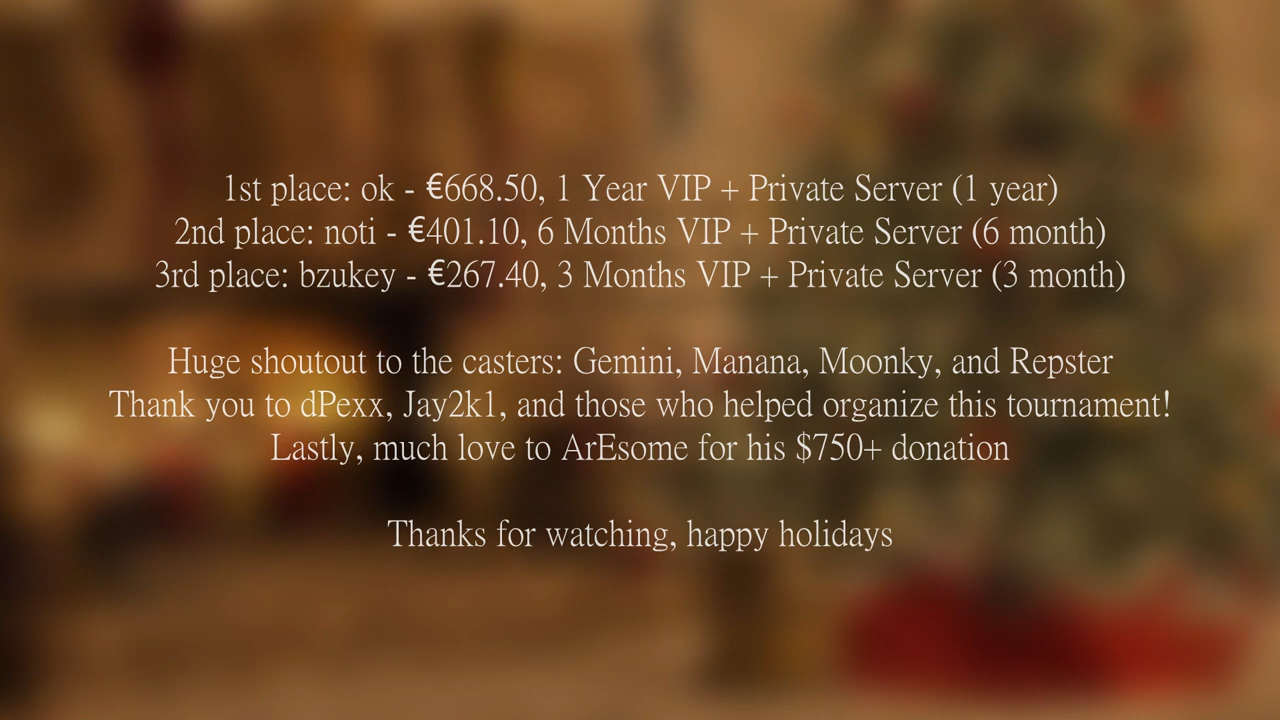 1st place: ok - €668.50, 1 Year VIP + Private Server (1 year)
2nd place: noti - €401.10, 6 Months VIP + Private Server (6 month)
3rd place: bzukey - €267.40, 3 Months VIP + Private Server (3 month)
Huge shoutout to the casters: Gemini, Manana, Moonky, and Repster
Thank you to dPexx, Jay2k1, and those who helped organize this tournament!
Lastly, much love to ArEsome for his $750+ donation
Thanks for watching, happy holidays